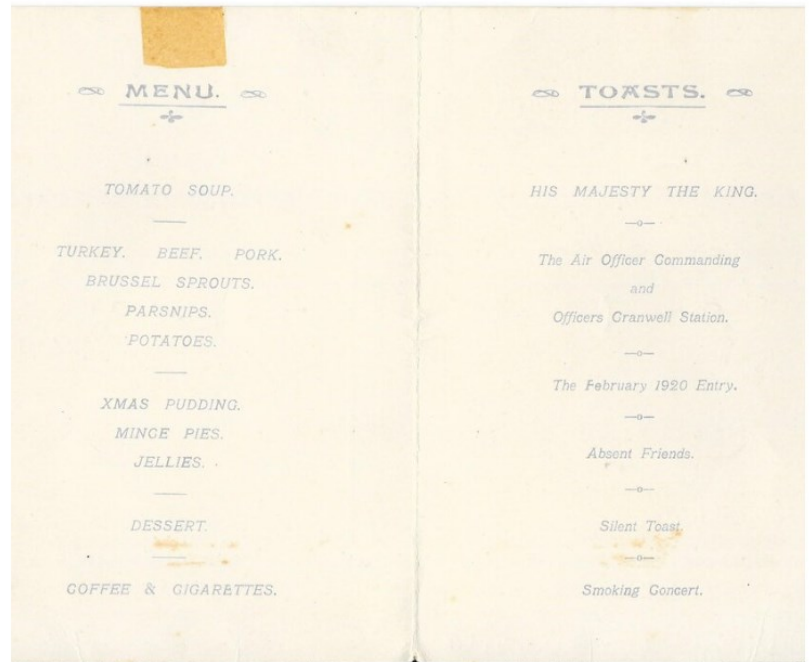 MENU.
TOMATO SOUP.
TURKEY. BEEF. PORK.
BRUSSEL SPROUTS.
PARSNIPS.
POTATOES.
XMAS PUDDING.
MINCE PIES.
JELLIES.
DESSERT.
COFFEE & CIGARETTES.
TOASTS.
HIS MAJESTY THE KING.
The Air Officer Commanding
and
Officers Cranwell Station.
The February 1920 Entry.
Absent Friends.
Silent Toast.
Smoking Concert.